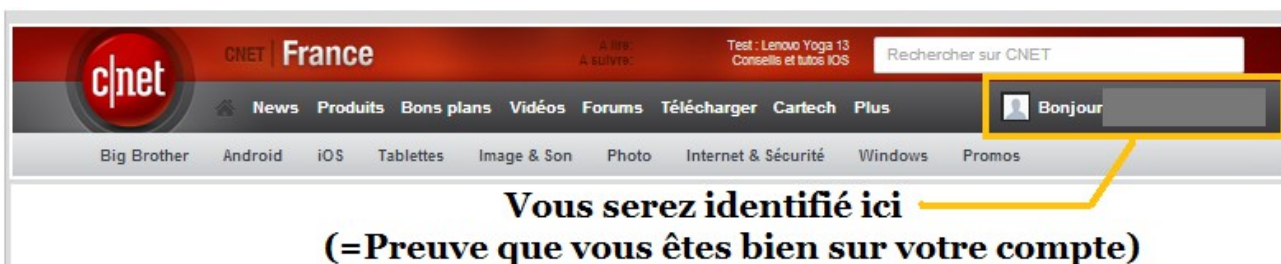 cnet
CNET France
A lire:
A suivre:
Test : Lenovo Yoga 13
Conseils et tutos IOS
Rechercher sur CNET
News Produits Bons plans Vidéos Forums Télécharger Cartech Plus
Bonjour
Big Brother Android iOS Tablettes Image & Son Photo Internet & Sécurité Windows Promos
Vous serez identifié ici
(=Preuve que vous êtes bien sur votre compte)